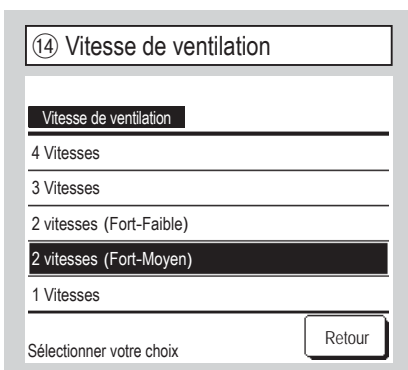 ⑭ Vitesse de ventilation
Vitesse de ventilation
4 Vitesses
3 Vitesses
2 vitesses (Fort-Faible)
2 vitesses (Fort-Moyen)
1 Vitesses
Sélectionner votre choix
Retour